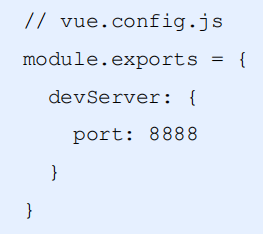 // vue.config.js
module.exports = {
  devServer: {
    port: 8888
  }
}